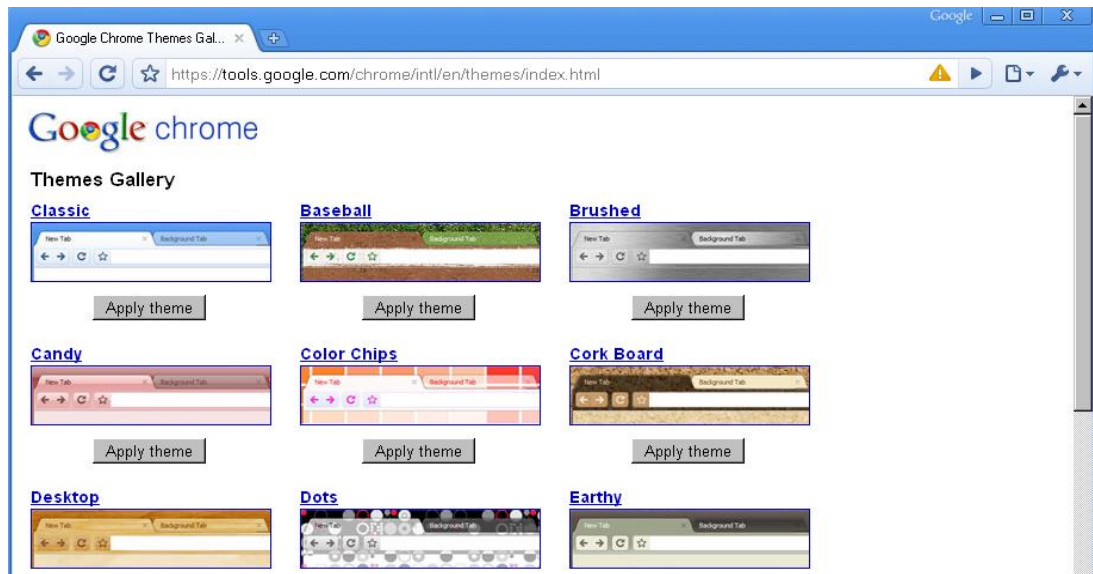 Google
Google Chrome Themes Gal...
https://tools.google.com/chrome/intl/en/themes/index.html
Google chrome
Themes Gallery
Classic Baseball Brushed
New Tab Background Tab New Tab Background Tab New Tab Background Tab
Apply theme Apply theme Apply theme
Candy Color Chips Cork Board
New Tab Background Tab New Tab Background Tab New Tab Background Tab
Apply theme Apply theme Apply theme
Desktop Dots Earthy
New Tab Background Tab New Tab Background Tab New Tab Background Tab